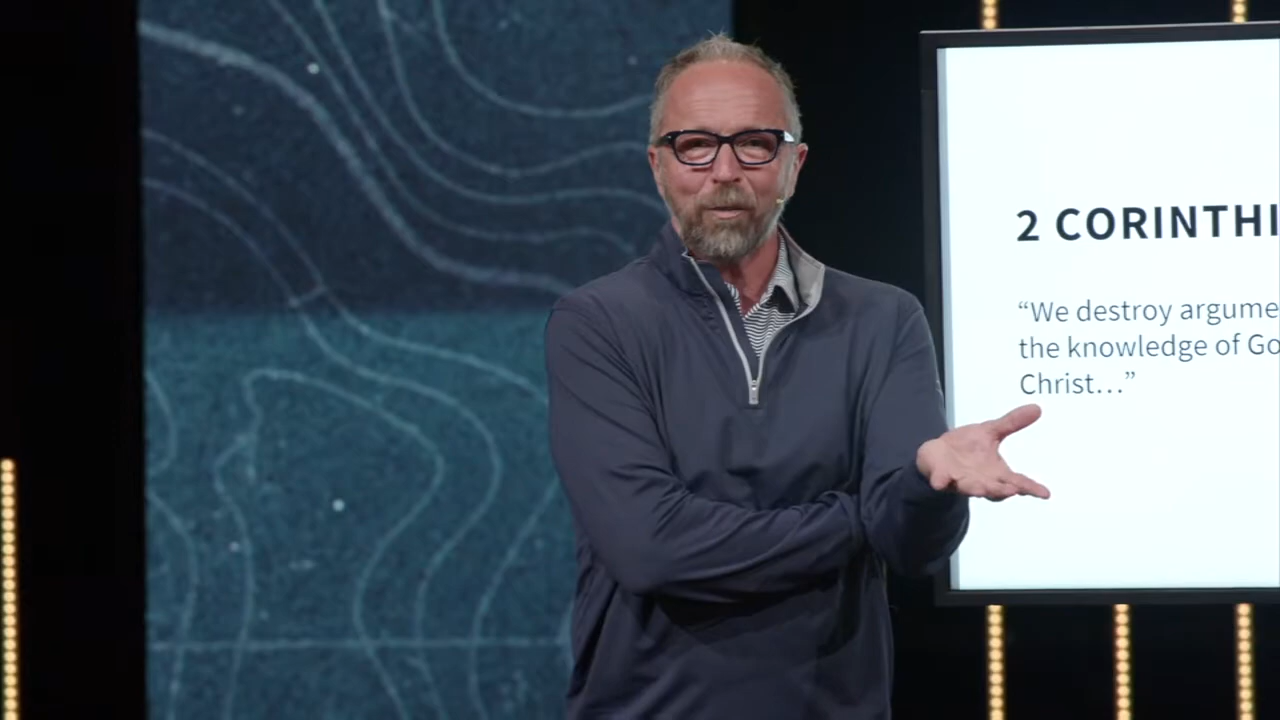 2 CORINTHI
“We destroy argume
the knowledge of Go
Christ…”